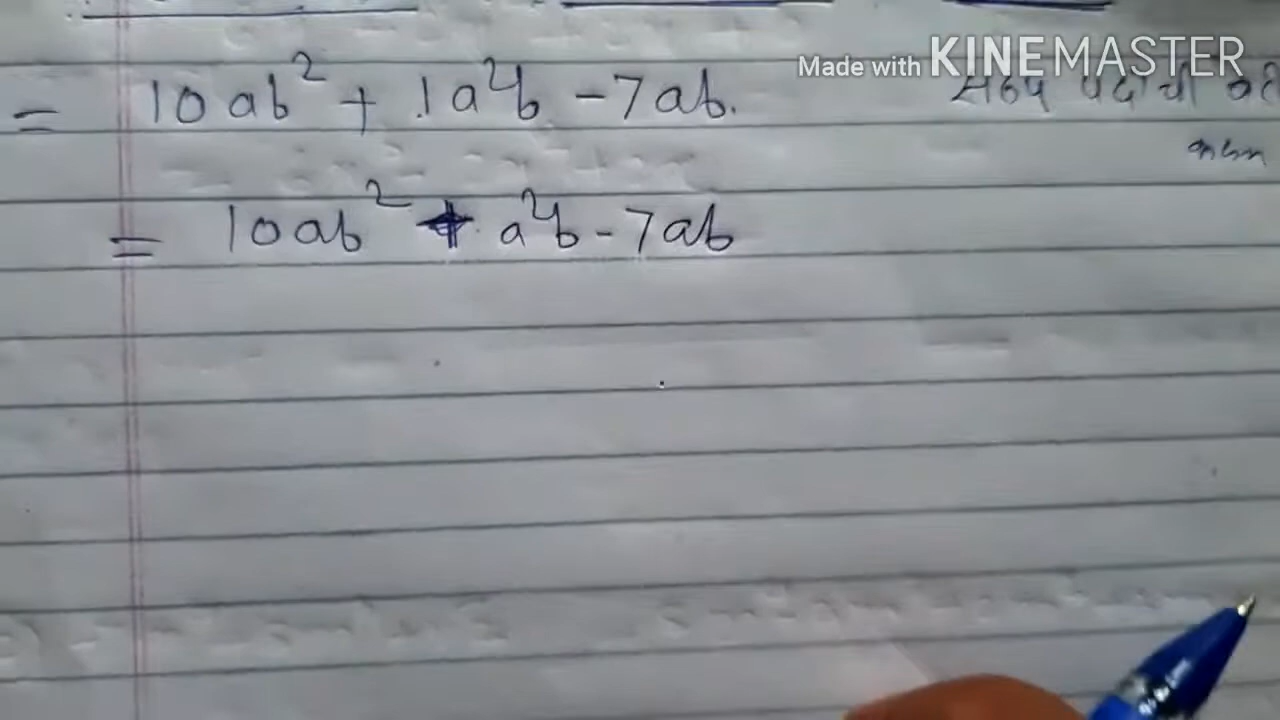 Made with KINEMASTER
= 10ab² + 1a²b - 7ab.
= 10ab² + a²b - 7ab